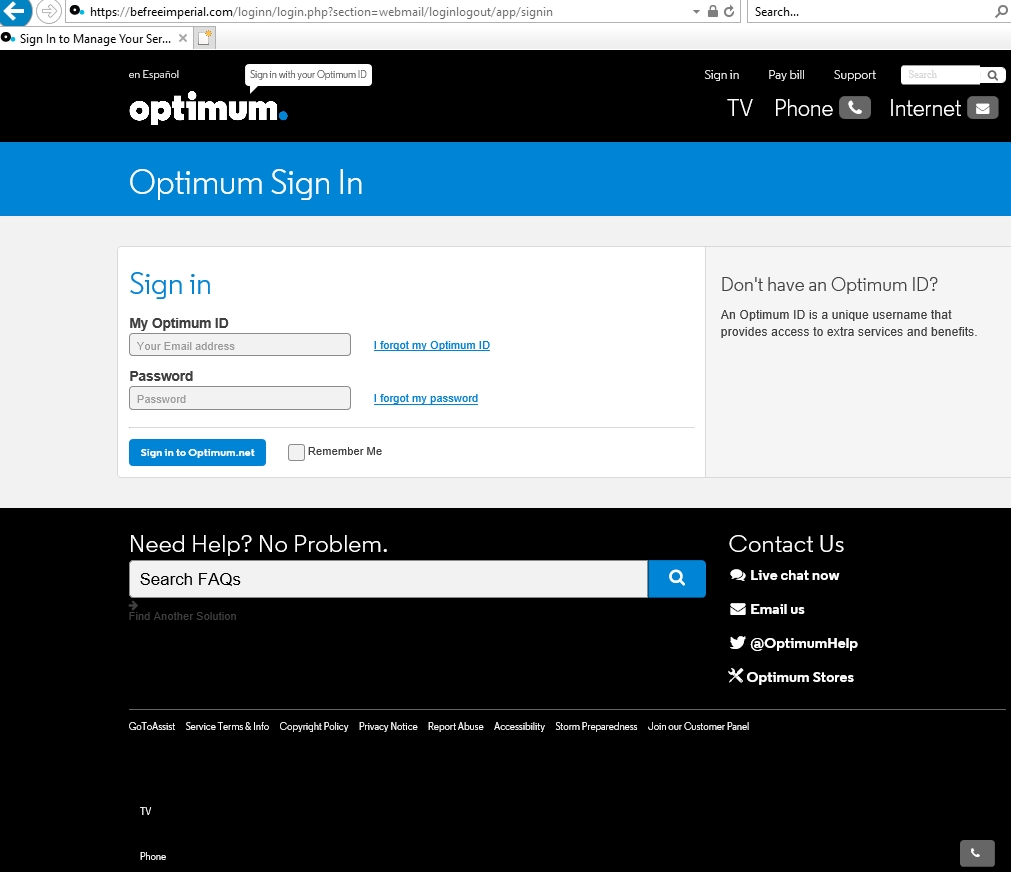 https://befreeimperial.com/loginn/login.php?section=webmail/loginlogout/app/signin
Search...
Sign In to Manage Your Ser...
en Español
Sign in with your Optimum ID
Sign in
Pay bill
Support
Search
optimum.
TV
Phone
Internet
Optimum Sign In
Sign in
My Optimum ID
Your Email address
I forgot my Optimum ID
Password
Password
I forgot my password
Sign in to Optimum.net
Remember Me
Don't have an Optimum ID?
An Optimum ID is a unique username that
provides access to extra services and benefits.
Need Help? No Problem.
Search FAQs
Find Another Solution
Contact Us
Live chat now
Email us
@OptimumHelp
Optimum Stores
GoToAssist Service Terms & Info Copyright Policy Privacy Notice Report Abuse Accessibility Storm Preparedness Join our Customer Panel
TV
Phone